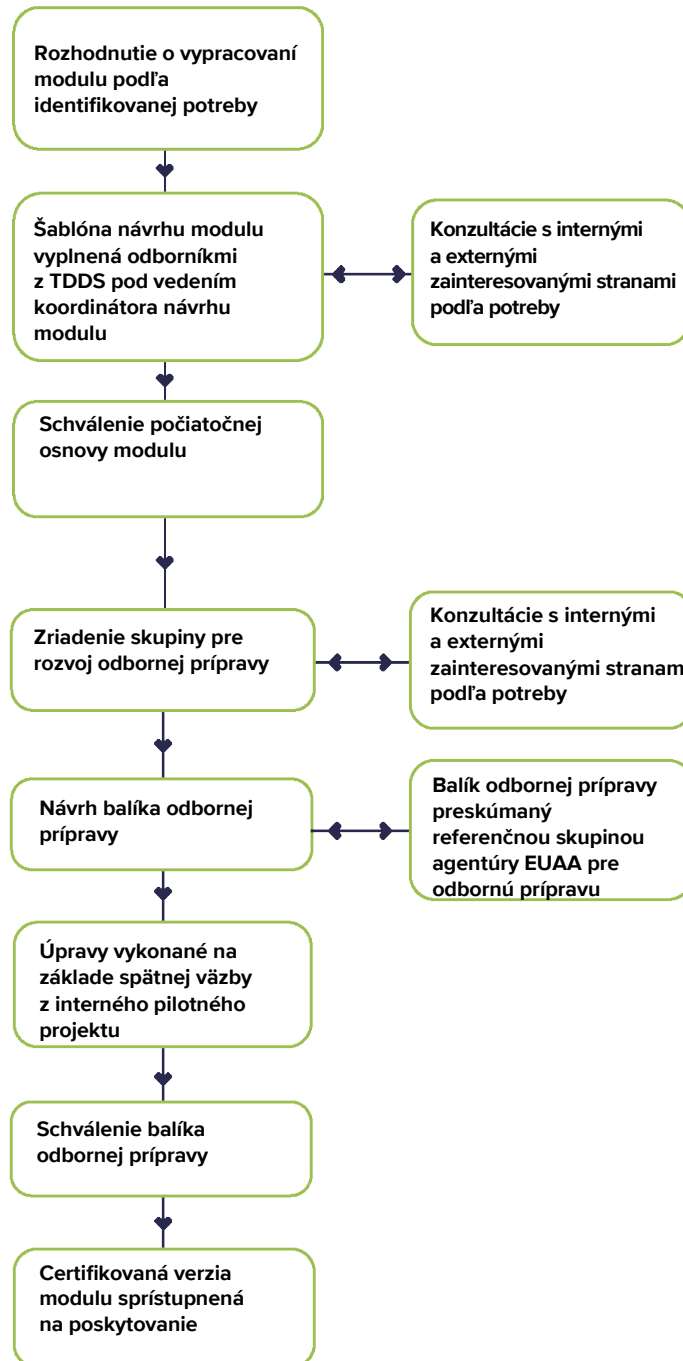 Rozhodnutie o vypracovaní
modulu podľa
identifikovanej potreby
Šablóna návrhu modulu
vyplnená odborníkmi
z TDDS pod vedením
koordinátora návrhu
modulu
Konzultácie s internými
a externými
zainteresovanými stranami
podľa potreby
Schválenie počiatočnej
osnovy modulu
Zriadenie skupiny pre
rozvoj odbornej prípravy
Konzultácie s internými
a externými
zainteresovanými stranam
podľa potreby
Návrh balíka odbornej
prípravy
Balík odbornej prípravy
preskúmaný
referenčnou skupinou
agentúry EUAA pre
odbornú prípravu
Úpravy vykonané na
základe spätnej väzby
z interného pilotného
projektu
Schválenie balíka
odbornej prípravy
Certifikovaná verzia
modulu sprístupnená
na poskytovanie